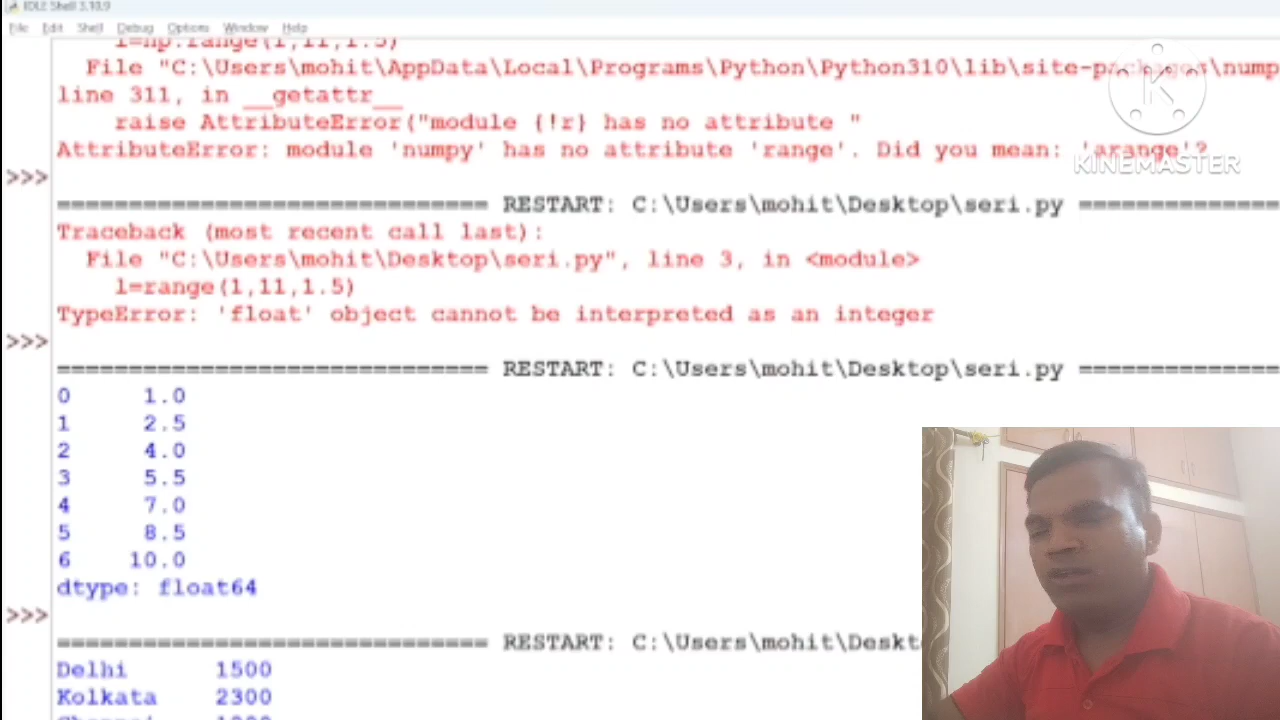 IDLE Shell 3.10.9
File Edit Shell Debug Options Window Help
l=np.range(1,11,1.5)
File "C:\Users\mohit\AppData\Local\Programs\Python\Python310\lib\site-packages\nump
line 311, in __getattr__
raise AttributeError("module {!r} has no attribute "
AttributeError: module 'numpy' has no attribute 'range'. Did you mean: 'arange'?
KINEMASTER
>>>
=============================== RESTART: C:\Users\mohit\Desktop\seri.py ==============
Traceback (most recent call last):
File "C:\Users\mohit\Desktop\seri.py", line 3, in <module>
l=range(1,11,1.5)
TypeError: 'float' object cannot be interpreted as an integer
>>>
=============================== RESTART: C:\Users\mohit\Desktop\seri.py ==============
0 1.0
1 2.5
2 4.0
3 5.5
4 7.0
5 8.5
6 10.0
dtype: float64
>>>
=============================== RESTART: C:\Users\mohit\Deskt
Delhi 1500
Kolkata 2300